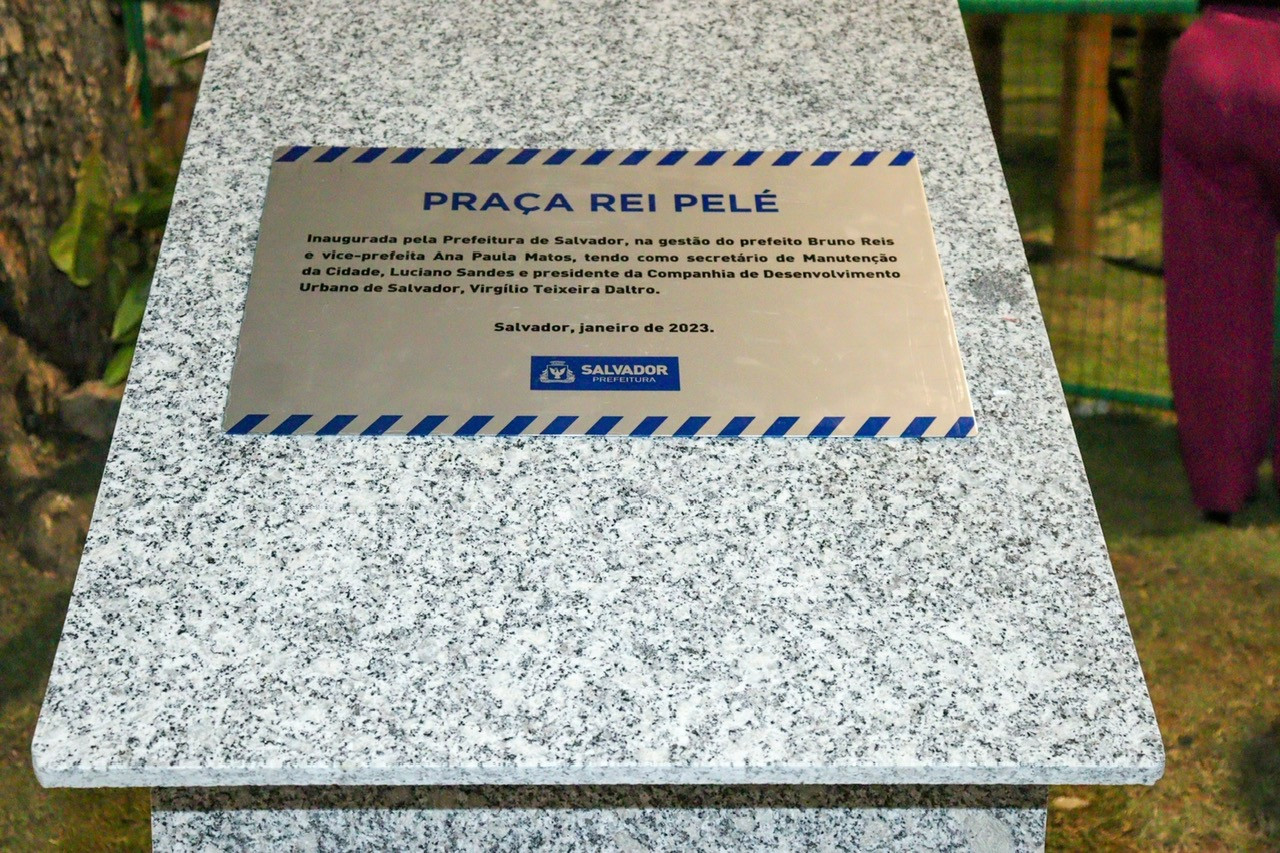 PRAÇA REI PELÉ
Inaugurada pela Prefeitura de Salvador, na gestão do prefeito Bruno Reis
e vice-prefeita Ana Paula Matos, tendo como secretário de Manutenção
da Cidade, Luciano Sandes e presidente da Companhia de Desenvolvimento
Urbano de Salvador, Virgílio Teixeira Daltro.
Salvador, janeiro de 2023.
SALVADOR
PREFEITURA